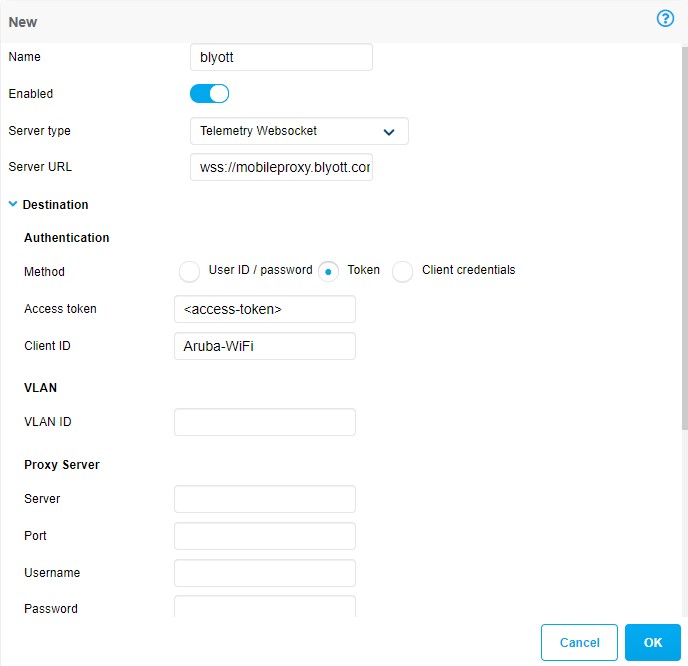 New
Name blyott
Enabled
Server type Telemetry Websocket
Server URL wss://mobileproxy.blyott.cor
Destination
Authentication
Method User ID / password Token Client credentials
Access token <access-token>
Client ID Aruba-WiFi
VLAN
VLAN ID
Proxy Server
Server
Port
Username
Password
Cancel OK